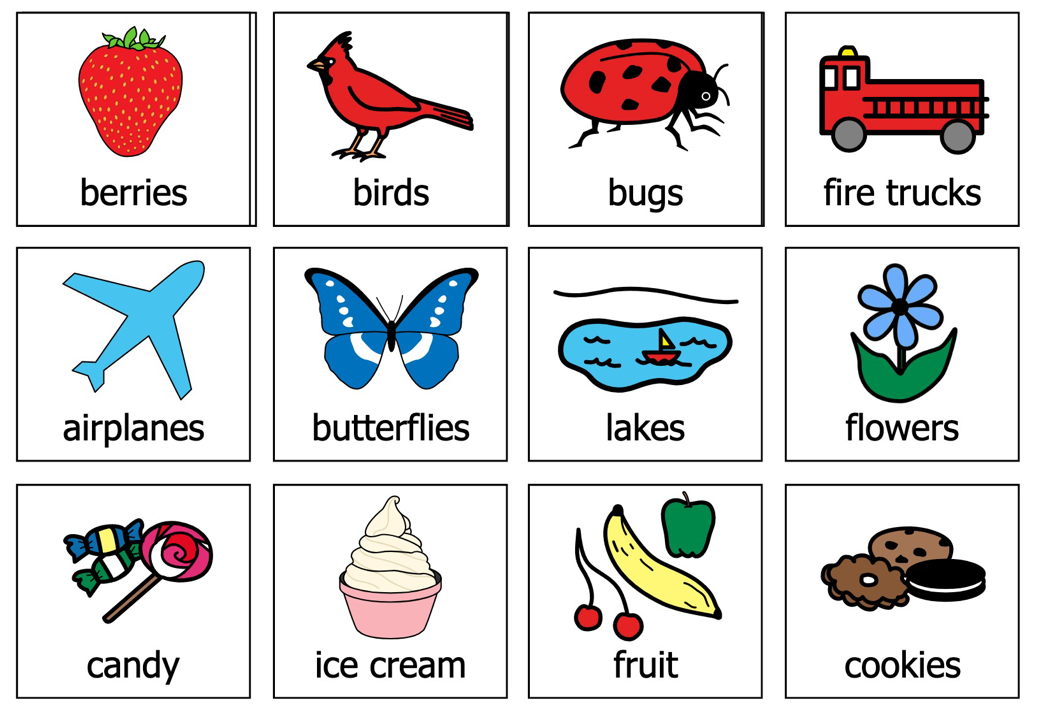 berries
birds
bugs
fire trucks
airplanes
butterflies
lakes
flowers
candy
ice cream
fruit
cookies